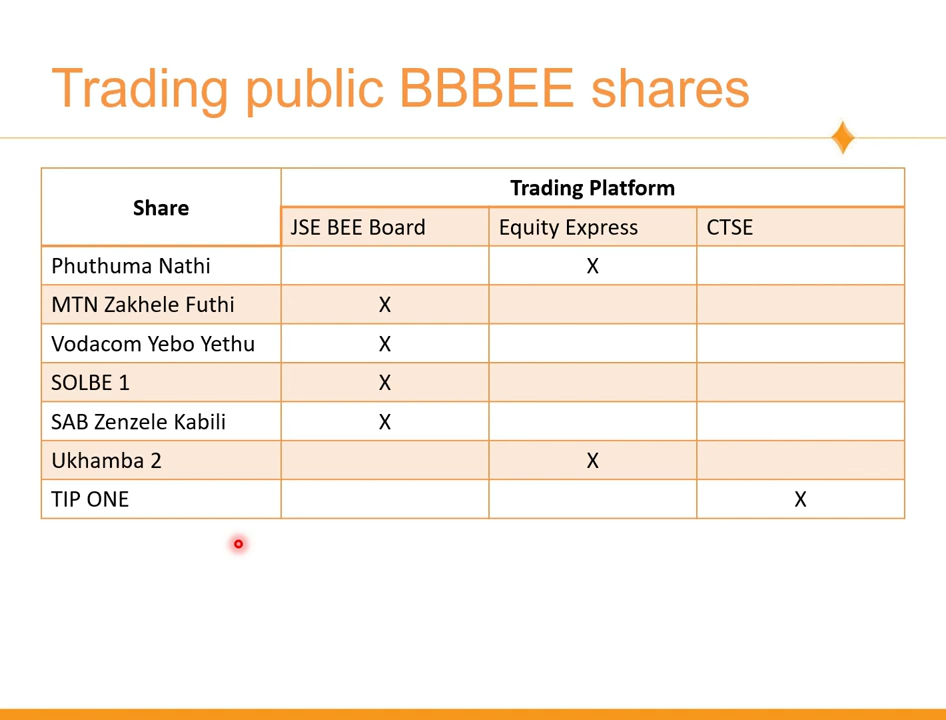 Trading public BBBEE shares
Share
Trading Platform
JSE BEE Board Equity Express CTSE
Phuthuma Nathi X
MTN Zakhele Futhi X
Vodacom Yebo Yethu X
SOLBE 1 X
SAB Zenzele Kabili X
Ukhamba 2 X
TIP ONE X